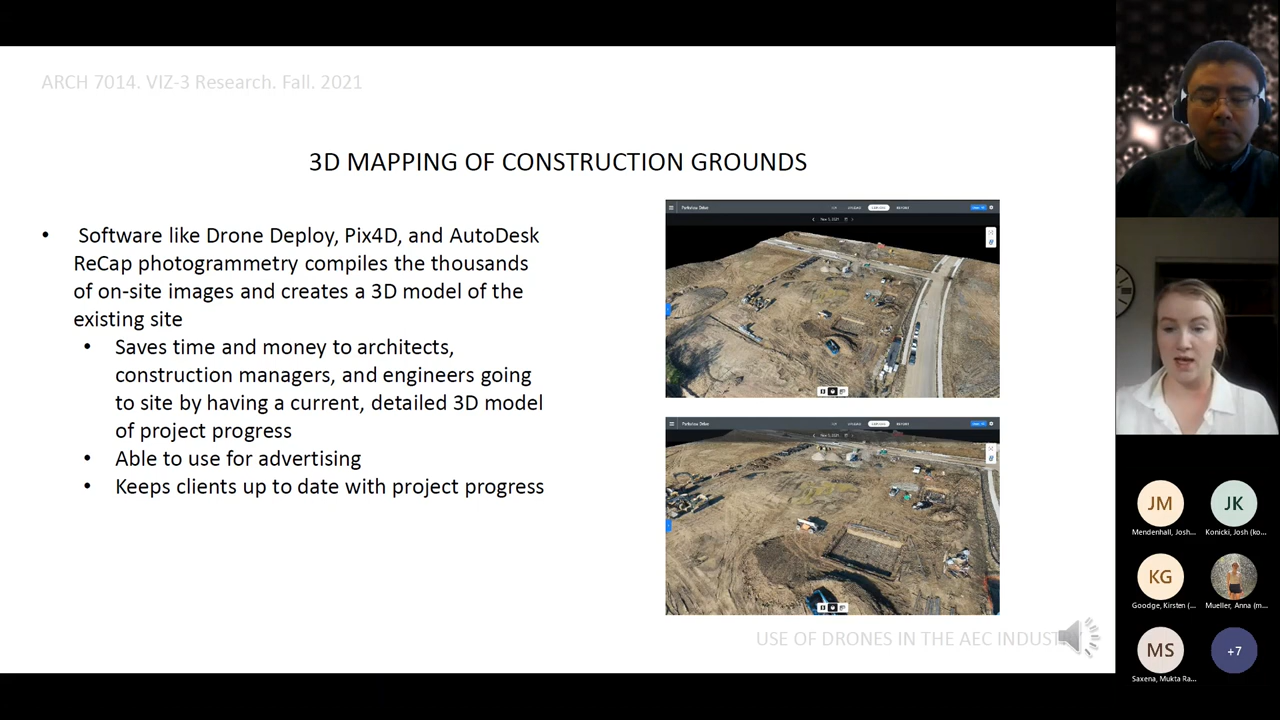 ARCH 7014. VIZ-3 Research. Fall. 2021
3D MAPPING OF CONSTRUCTION GROUNDS
• Software like Drone Deploy, Pix4D, and AutoDesk
ReCap photogrammetry compiles the thousands
of on-site images and creates a 3D model of the
existing site
• Saves time and money to architects,
construction managers, and engineers going
to site by having a current, detailed 3D model
of project progress
• Able to use for advertising
• Keeps clients up to date with project progress
USE OF DRONES IN THE AEC INDUST
JM
Mendenhall, Josh...
JK
Konicki, Josh (ko...
KG
Goodge, Kirsten (...
Mueller, Anna (m...
MS
Saxena, Mukta Ra...
+7